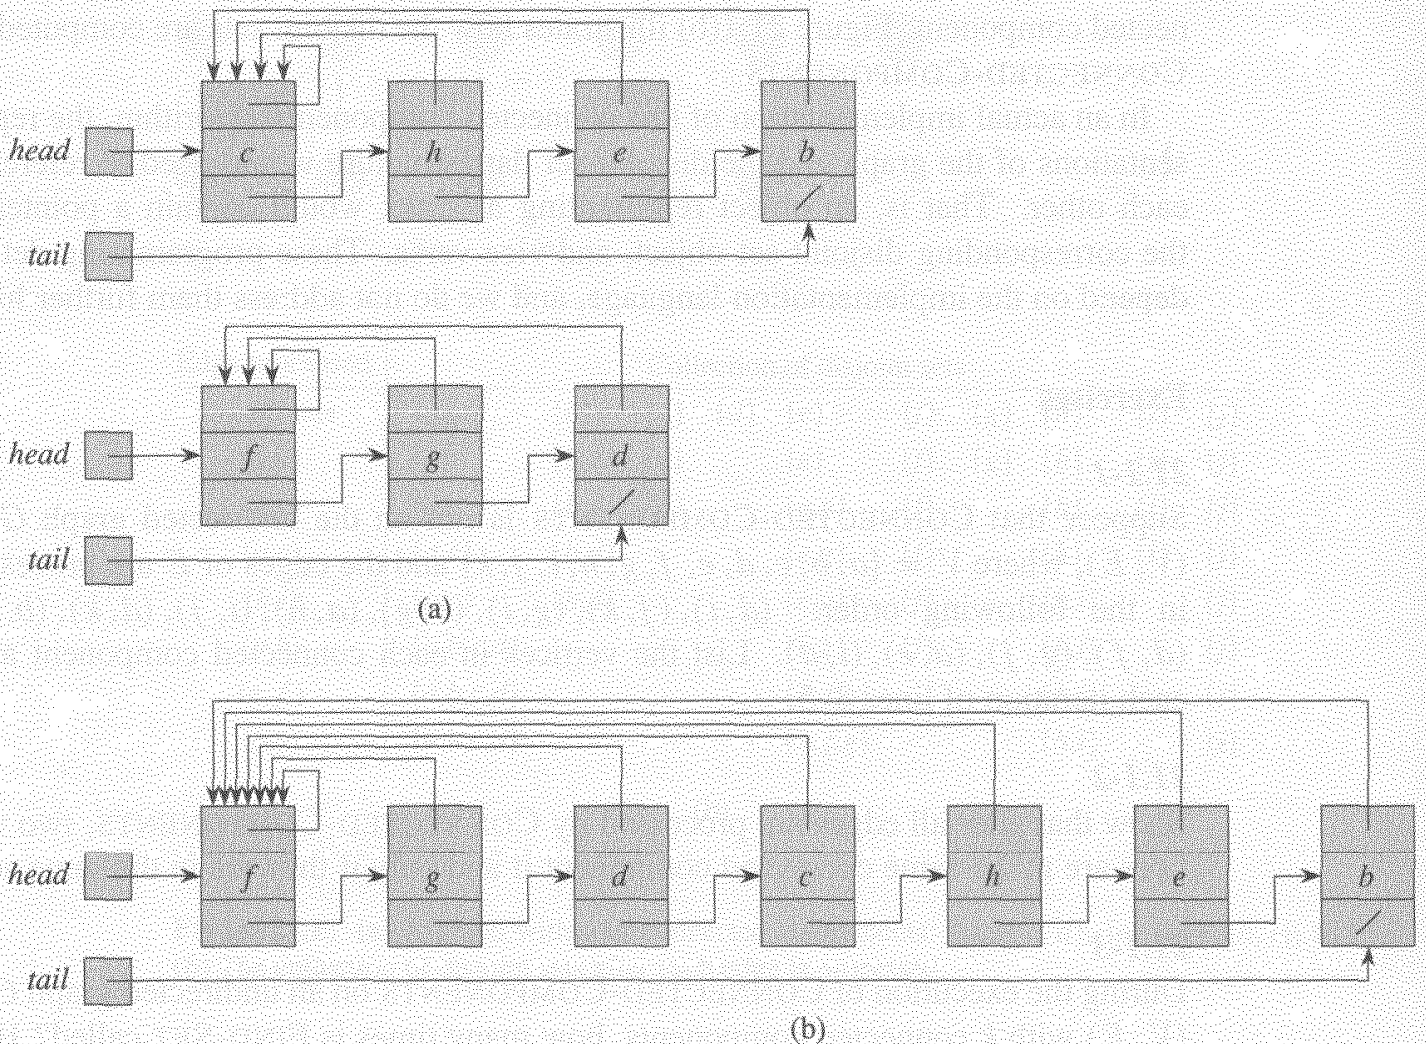 head c h e b
tail
head f g d
tail
(a)
head f g d c h e b
tail
(b)